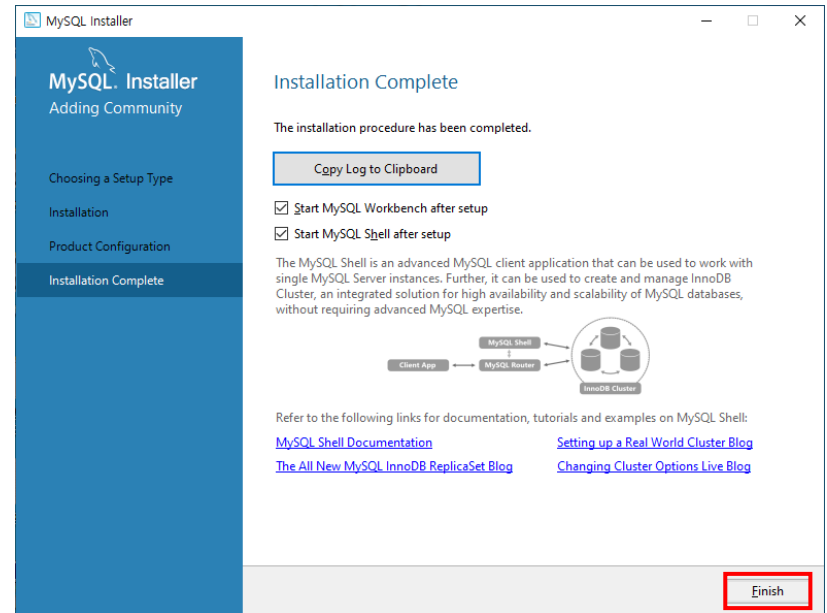 MySQL Installer
MySQL. Installer
Adding Community
Choosing a Setup Type
Installation
Product Configuration
Installation Complete
Installation Complete
The installation procedure has been completed.
Copy Log to Clipboard
Start MySQL Workbench after setup
Start MySQL Shell after setup
The MySQL Shell is an advanced MySQL client application that can be used to work with
single MySQL Server instances. Further, it can be used to create and manage InnoDB
Cluster, an integrated solution for high availability and scalability of MySQL databases,
without requiring advanced MySQL expertise.
MySQL Shell
Client App
MySQL Router
InnoDB Cluster
Refer to the following links for documentation, tutorials and examples on MySQL Shell:
MySQL Shell Documentation
Setting up a Real World Cluster Blog
The All New MySQL InnoDB ReplicaSet Blog
Changing Cluster Options Live Blog
Finish